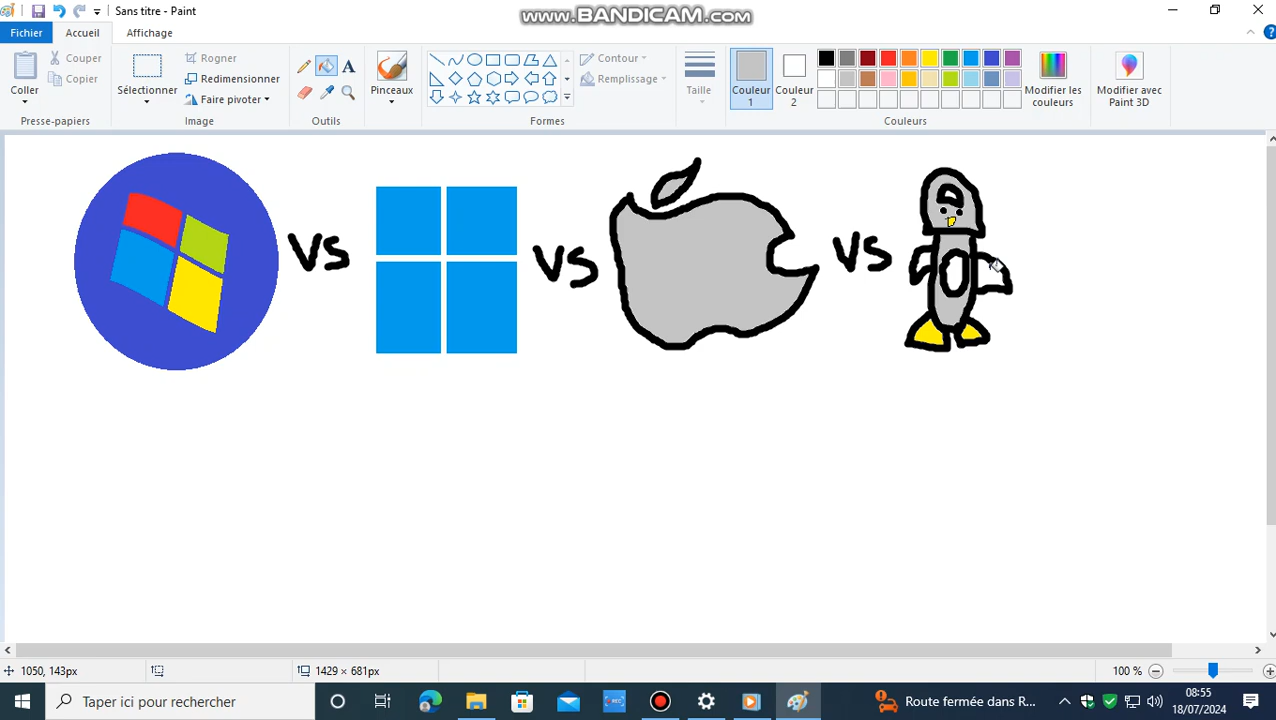 Sans titre - Paint
www.BANDICAM.com
Fichier Accueil Affichage
Coller
Couper
Copier
Presse-papiers
Sélectionner
Rogner
Redimensionner
Faire pivoter
Image
A
Outils
Pinceaux
Contour
Remplissage
Formes
Taille
Couleur 1
Couleur 2
Modifier les couleurs
Couleurs
Modifier avec Paint 3D
VS VS VS
1050, 143px 1429 × 681px 100 %
Taper ici pour rechercher
REC
Route fermée dans R...
08:55
18/07/2024